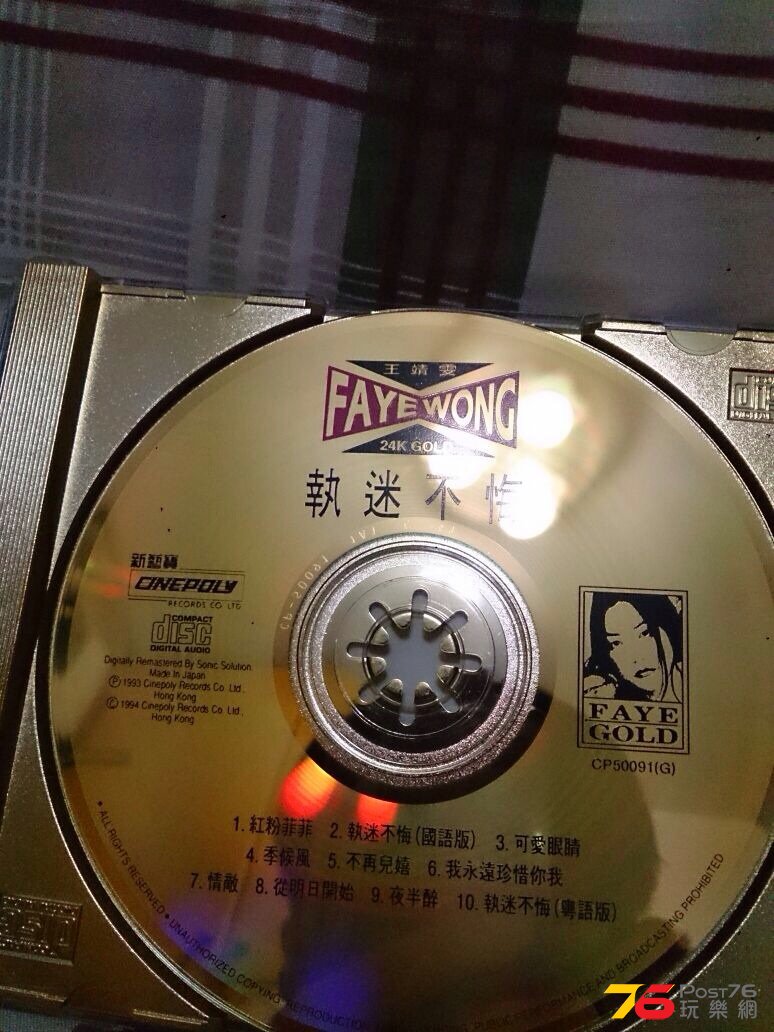 王靖雯
FAYE WONG
24K GOLD
執迷不悔
新藝寶
CINEPOLY
RECORDS CO. LTD.
COMPACT
disc
DIGITAL AUDIO
Digitally Remastered By Sonic Solution.
Made In Japan
Ⓟ 1993 Cinepoly Records Co. Ltd.,
Hong Kong
© 1994 Cinepoly Records Co. Ltd.,
Hong Kong
FAYE
GOLD
CP50091(G)
1. 紅粉菲菲 2. 執迷不悔(國語版) 3. 可愛眼睛
4. 季候風 5. 不再兒嬉 6. 我永遠珍惜你我
7. 情敵 8. 從明日開始 9. 夜半醉 10. 執迷不悔(粵語版)
• ALL RIGHTS RESERVED • UNAUTHORIZED COPYING, REPRODUCTION PERFORMANCE AND BROADCASTING PROHIBITED
76 Post76
玩樂網